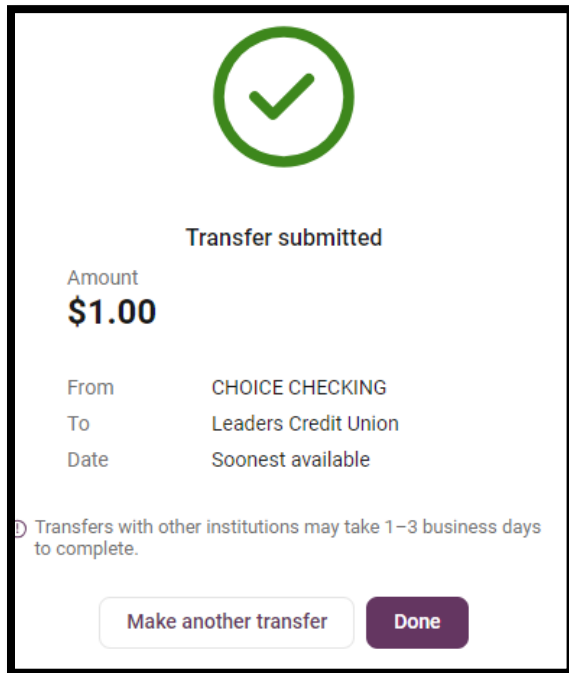 Transfer submitted
Amount
$1.00
From CHOICE CHECKING
To Leaders Credit Union
Date Soonest available
Transfers with other institutions may take 1–3 business days
to complete.
Make another transfer Done